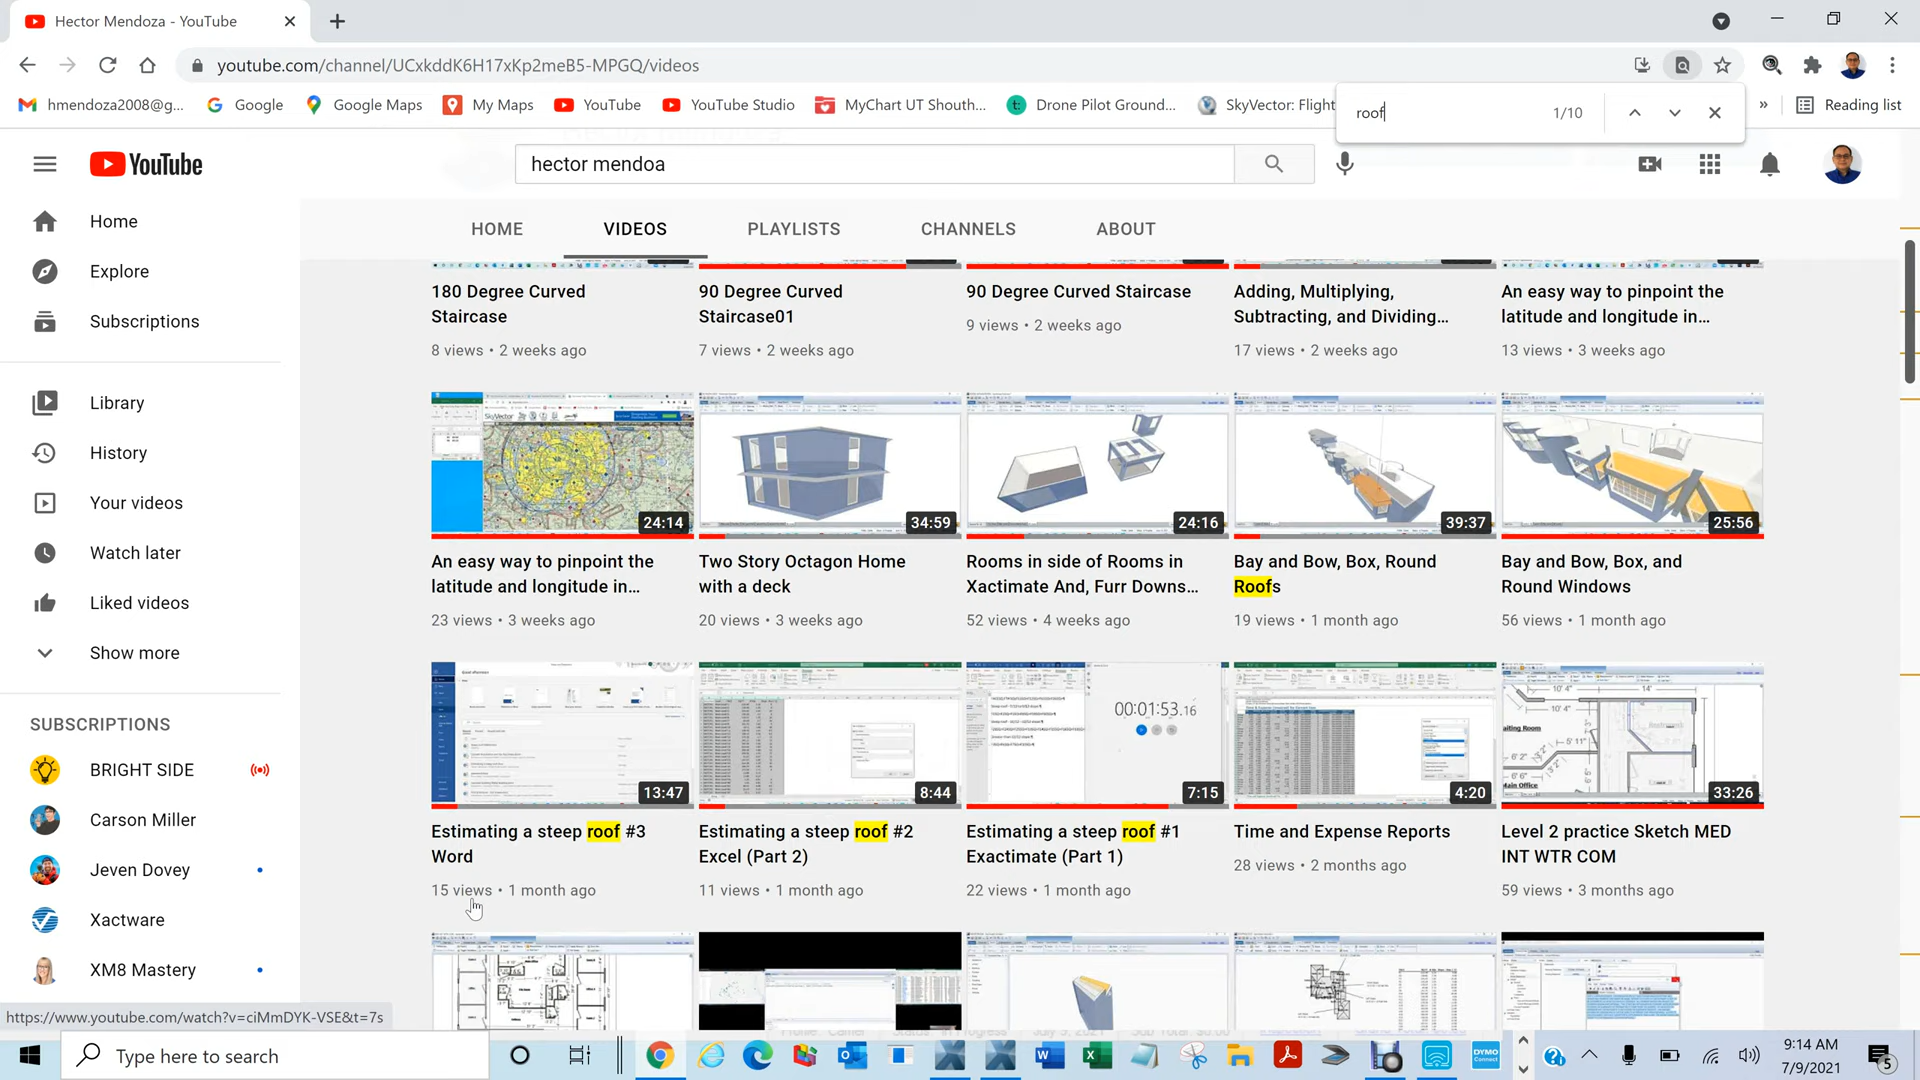 Hector Mendoza - YouTube
youtube.com/channel/UCxkddK6H17xKp2meB5-MPGQ/videos
hmendoza2008@g...
Google
Google Maps
My Maps
YouTube
YouTube Studio
MyChart UT Shouth...
Drone Pilot Ground...
SkyVector: Flight
Reading list
roof
1/10
YouTube
hector mendoa
Home
Explore
Subscriptions
Library
History
Your videos
Watch later
Liked videos
Show more
SUBSCRIPTIONS
BRIGHT SIDE
Carson Miller
Jeven Dovey
Xactware
XM8 Mastery
HOME
VIDEOS
PLAYLISTS
CHANNELS
ABOUT
180 Degree Curved
Staircase
8 views • 2 weeks ago
90 Degree Curved
Staircase01
7 views • 2 weeks ago
90 Degree Curved Staircase
9 views • 2 weeks ago
Adding, Multiplying,
Subtracting, and Dividing...
17 views • 2 weeks ago
An easy way to pinpoint the
latitude and longitude in...
13 views • 3 weeks ago
SkyVector
24:14
An easy way to pinpoint the
latitude and longitude in...
23 views • 3 weeks ago
34:59
Two Story Octagon Home
with a deck
20 views • 3 weeks ago
24:16
Rooms in side of Rooms in
Xactimate And, Furr Downs...
52 views • 4 weeks ago
39:37
Bay and Bow, Box, Round
Roofs
19 views • 1 month ago
25:56
Bay and Bow, Box, and
Round Windows
56 views • 1 month ago
13:47
Estimating a steep roof #3
Word
15 views • 1 month ago
8:44
Estimating a steep roof #2
Excel (Part 2)
11 views • 1 month ago
00:01:53.16
7:15
Estimating a steep roof #1
Exactimate (Part 1)
22 views • 1 month ago
4:20
Time and Expense Reports
28 views • 2 months ago
10' 4"
14'
5' 11"
6' 6"
Main Office
33:26
Level 2 practice Sketch MED
INT WTR COM
59 views • 3 months ago
https://www.youtube.com/watch?v=ciMmDYK-VSE&t=7s
Type here to search
DYMO
Connect
9:14 AM
7/9/2021
5